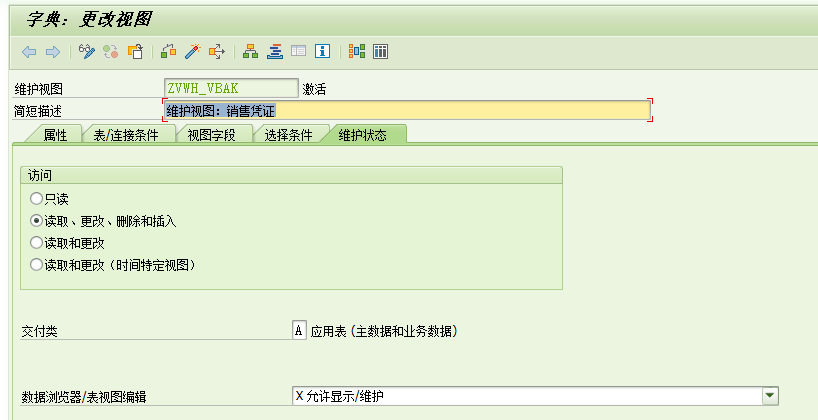 字典：更改视图
维护视图 ZVWH_VBAK 激活
简短描述 维护视图：销售凭证
属性 表/连接条件 视图字段 选择条件 维护状态
访问
只读
读取、更改、删除和插入
读取和更改
读取和更改（时间特定视图）
交付类 A 应用表（主数据和业务数据）
数据浏览器/表视图编辑 X 允许显示/维护